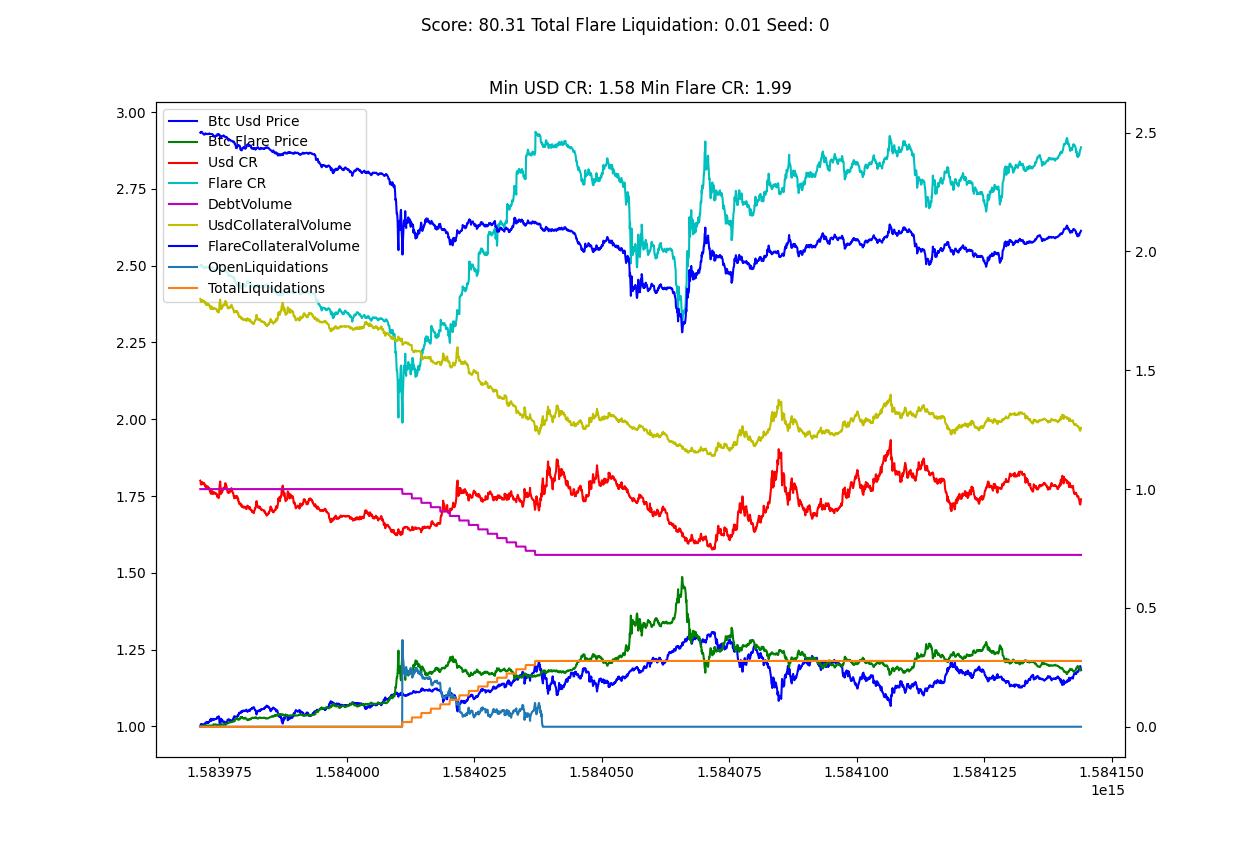 Score: 80.31 Total Flare Liquidation: 0.01 Seed: 0
Min USD CR: 1.58 Min Flare CR: 1.99
Btc Usd Price
Btc Flare Price
Usd CR
Flare CR
DebtVolume
UsdCollateralVolume
FlareCollateralVolume
OpenLiquidations
TotalLiquidations
3.00
2.75
2.50
2.25
2.00
1.75
1.50
1.25
1.00
2.5
2.0
1.5
1.0
0.5
0.0
1.583975 1.584000 1.584025 1.584050 1.584075 1.584100 1.584125 1.584150
1e15